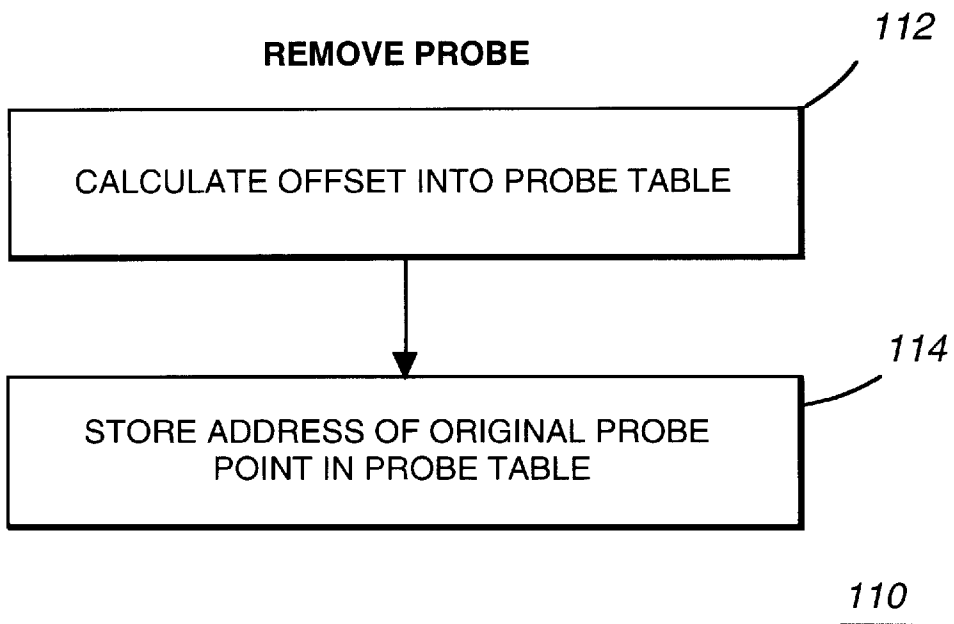 112
REMOVE PROBE
CALCULATE OFFSET INTO PROBE TABLE
114
STORE ADDRESS OF ORIGINAL PROBE
POINT IN PROBE TABLE
110